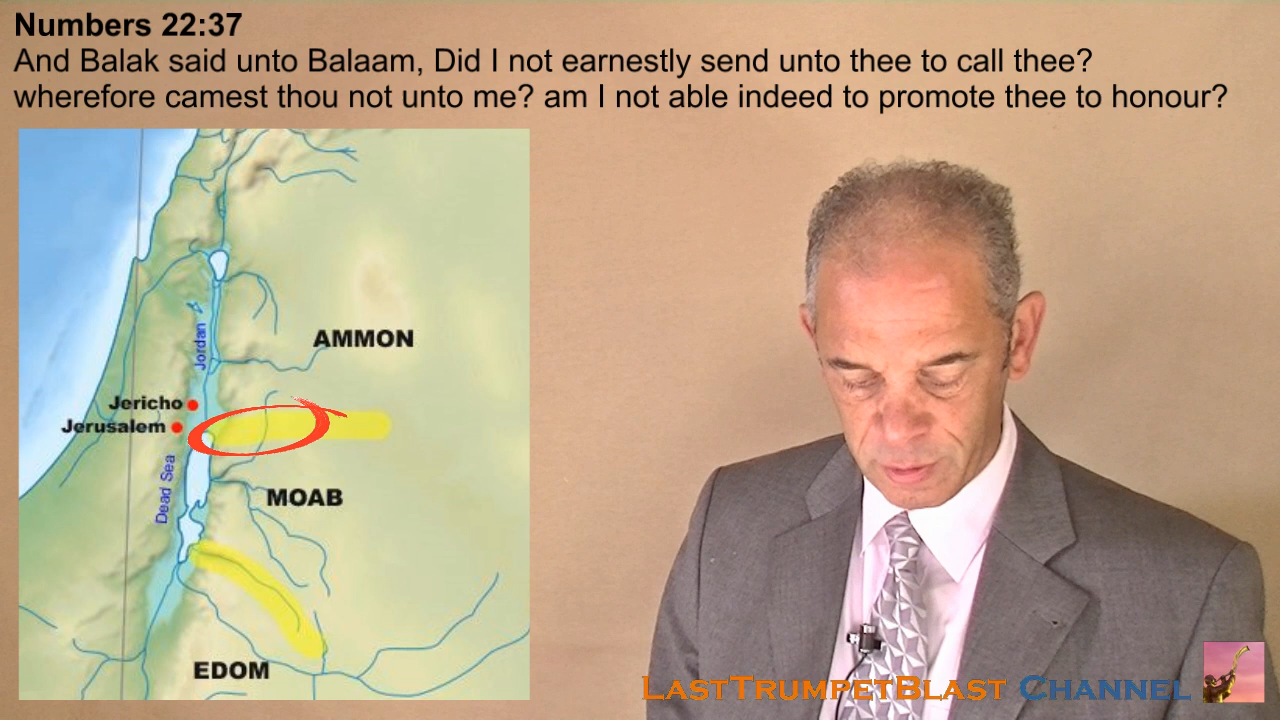 Numbers 22:37
And Balak said unto Balaam, Did I not earnestly send unto thee to call thee?
wherefore camest thou not unto me? am I not able indeed to promote thee to honour?
AMMON
Jordan
Jericho
Jerusalem
Dead Sea
MOAB
EDOM
LastTrumpetBlast Channel